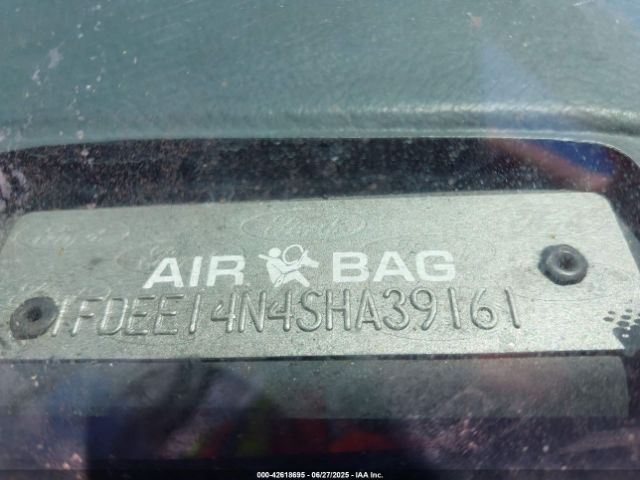 AIR BAG
1FDEE14N4SHA39161
000-42618695 - 06/27/2025 - IAA Inc.